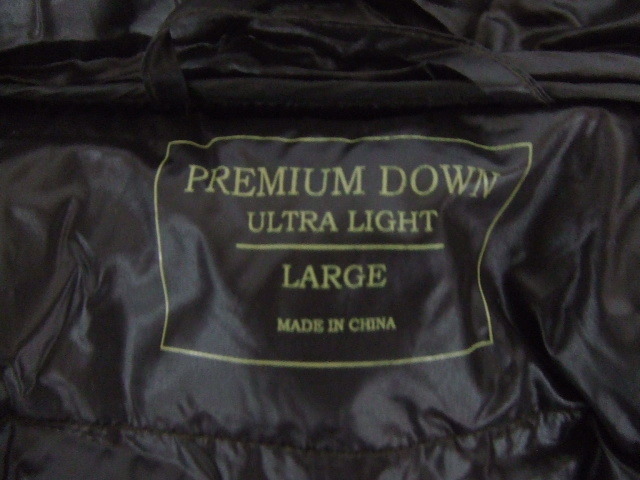 PREMIUM DOWN
ULTRA LIGHT
LARGE
MADE IN CHINA